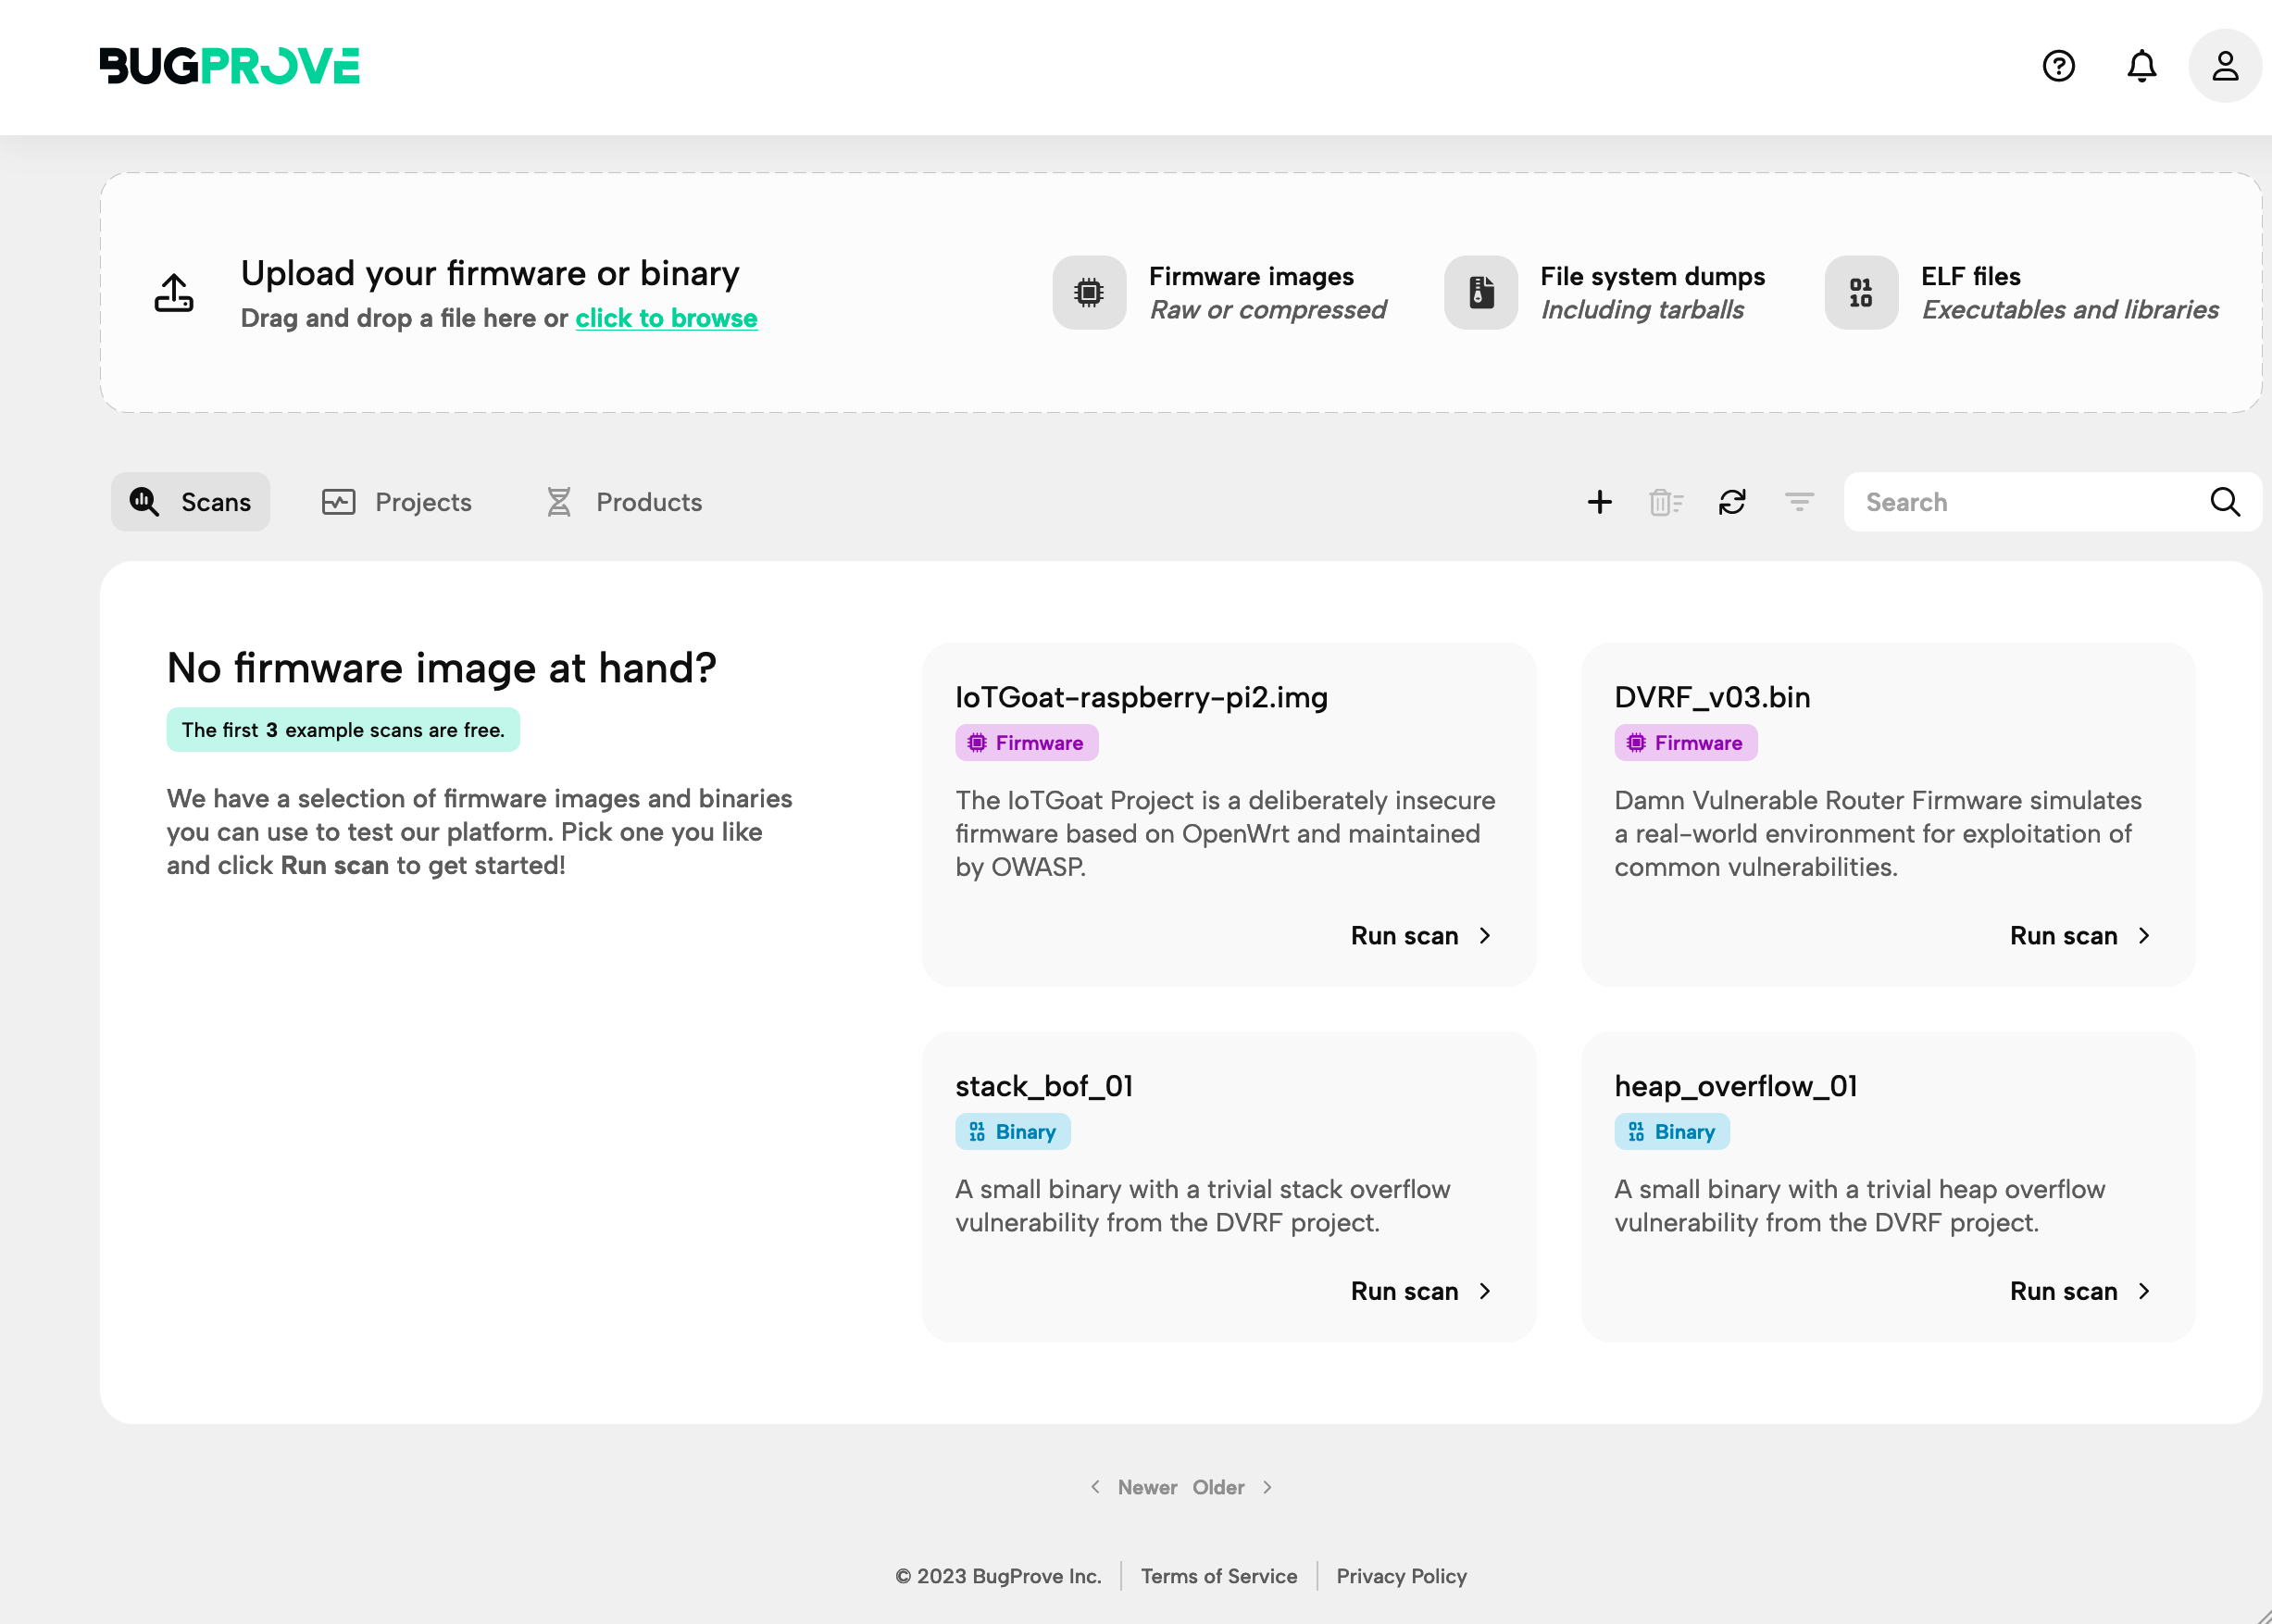 BUGPROVE
Upload your firmware or binary
Drag and drop a file here or click to browse
Firmware images
Raw or compressed
File system dumps
Including tarballs
01
10
ELF files
Executables and libraries
Scans
Projects
Products
Search
No firmware image at hand?
The first 3 example scans are free.
We have a selection of firmware images and binaries
you can use to test our platform. Pick one you like
and click Run scan to get started!
IoTGoat-raspberry-pi2.img
Firmware
The IoTGoat Project is a deliberately insecure
firmware based on OpenWrt and maintained
by OWASP.
Run scan
DVRF_v03.bin
Firmware
Damn Vulnerable Router Firmware simulates
a real-world environment for exploitation of
common vulnerabilities.
Run scan
stack_bof_01
01
10
Binary
A small binary with a trivial stack overflow
vulnerability from the DVRF project.
Run scan
heap_overflow_01
01
10
Binary
A small binary with a trivial heap overflow
vulnerability from the DVRF project.
Run scan
Newer Older
© 2023 BugProve Inc. Terms of Service Privacy Policy